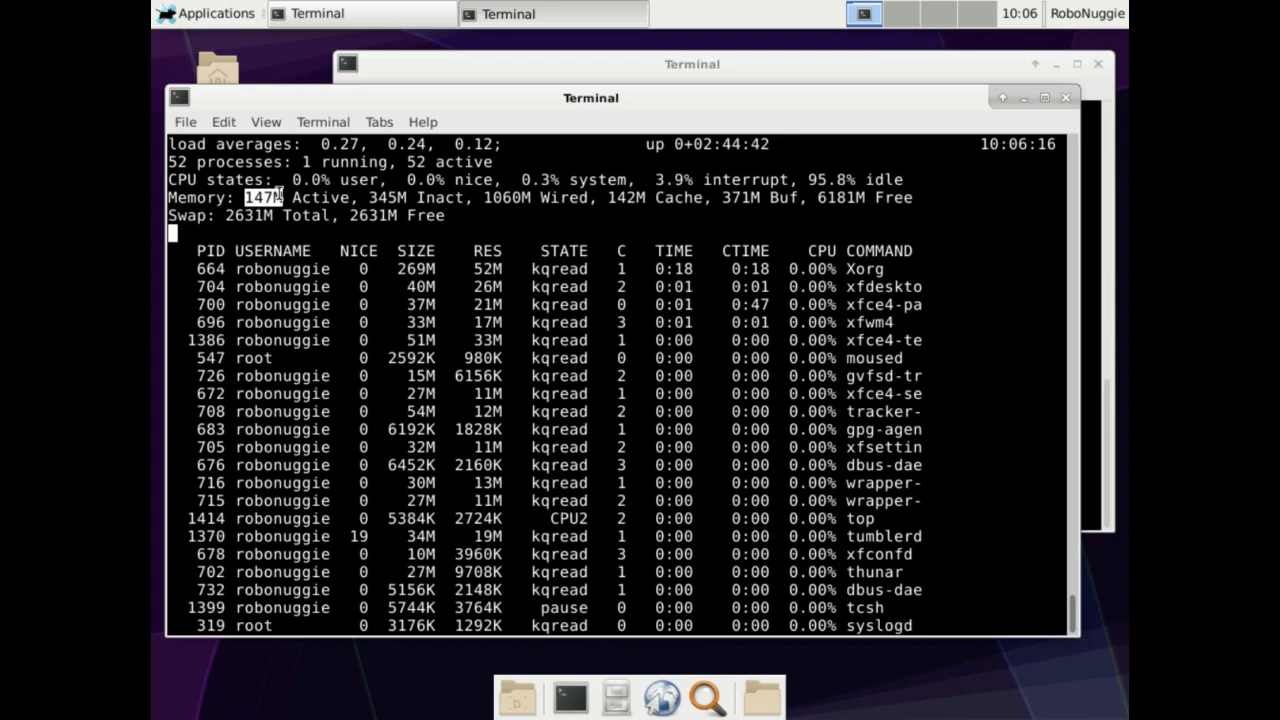 Applications Terminal Terminal 10:06 RoboNuggie
Terminal
Terminal
File Edit View Terminal Tabs Help
load averages: 0.27, 0.24, 0.12; up 0+02:44:42 10:06:16
52 processes: 1 running, 52 active
CPU states: 0.0% user, 0.0% nice, 0.3% system, 3.9% interrupt, 95.8% idle
Memory: 147M Active, 345M Inact, 1060M Wired, 142M Cache, 371M Buf, 6181M Free
Swap: 2631M Total, 2631M Free
PID USERNAME NICE SIZE RES STATE C TIME CTIME CPU COMMAND
664 robonuggie 0 269M 52M kqread 1 0:18 0:18 0.00% Xorg
704 robonuggie 0 40M 26M kqread 2 0:01 0:01 0.00% xfdeskto
700 robonuggie 0 37M 21M kqread 0 0:01 0:47 0.00% xfce4-pa
696 robonuggie 0 33M 17M kqread 3 0:01 0:01 0.00% xfwm4
1386 robonuggie 0 51M 33M kqread 1 0:00 0:00 0.00% xfce4-te
547 root 0 2592K 980K kqread 0 0:00 0:00 0.00% moused
726 robonuggie 0 15M 6156K kqread 2 0:00 0:00 0.00% gvfsd-tr
672 robonuggie 0 27M 11M kqread 1 0:00 0:00 0.00% xfce4-se
708 robonuggie 0 54M 12M kqread 2 0:00 0:00 0.00% tracker-
683 robonuggie 0 6192K 1828K kqread 1 0:00 0:00 0.00% gpg-agen
705 robonuggie 0 32M 11M kqread 2 0:00 0:00 0.00% xfsettin
676 robonuggie 0 6452K 2160K kqread 3 0:00 0:00 0.00% dbus-dae
716 robonuggie 0 30M 13M kqread 1 0:00 0:00 0.00% wrapper-
715 robonuggie 0 27M 11M kqread 2 0:00 0:00 0.00% wrapper-
1414 robonuggie 0 5384K 2724K CPU2 2 0:00 0:00 0.00% top
1370 robonuggie 19 34M 19M kqread 1 0:00 0:00 0.00% tumblerd
678 robonuggie 0 10M 3960K kqread 3 0:00 0:00 0.00% xfconfd
702 robonuggie 0 27M 9708K kqread 1 0:00 0:00 0.00% thunar
732 robonuggie 0 5156K 2148K kqread 1 0:00 0:00 0.00% dbus-dae
1399 robonuggie 0 5744K 3764K pause 0 0:00 0:00 0.00% tcsh
319 root 0 3176K 1292K kqread 0 0:00 0:00 0.00% syslogd